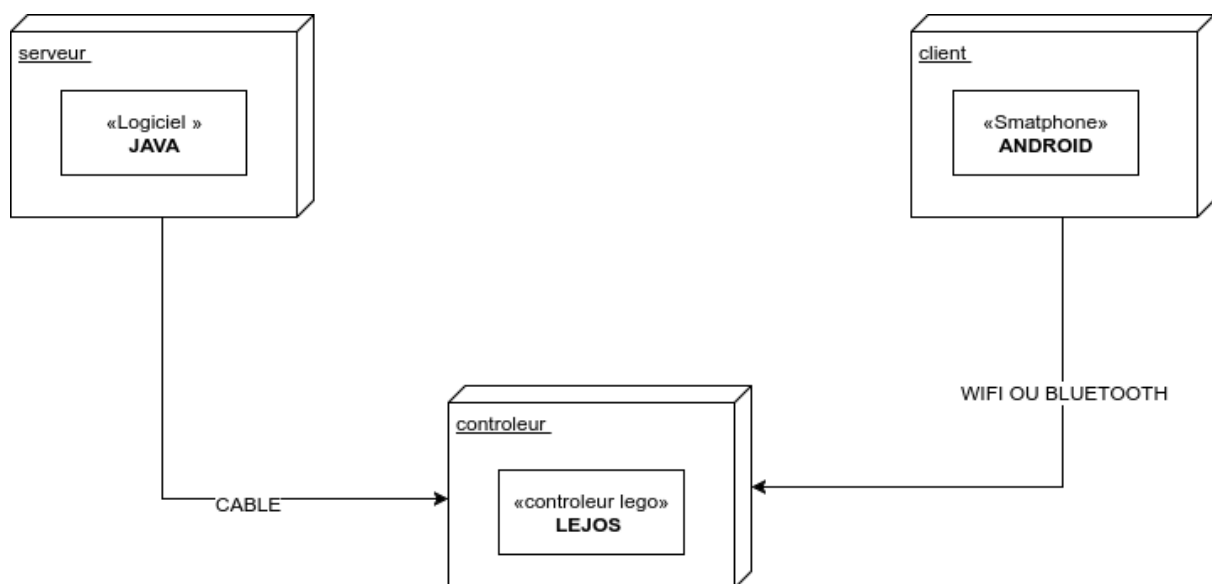 serveur
«Logiciel »
JAVA
client
«Smatphone»
ANDROID
WIFI OU BLUETOOTH
controleur
«controleur lego»
LEJOS
CABLE